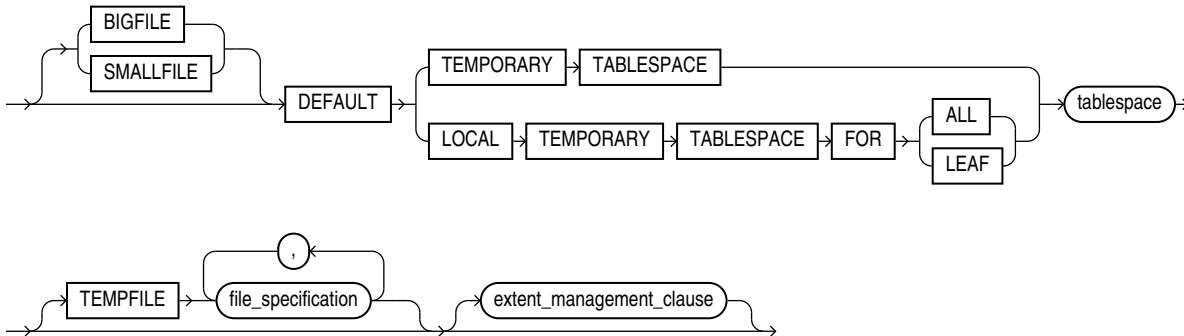 BIGFILE
SMALLFILE
DEFAULT
TEMPORARY TABLESPACE
LOCAL TEMPORARY TABLESPACE FOR
ALL
LEAF
tablespace
,
TEMPFILE file_specification extent_management_clause